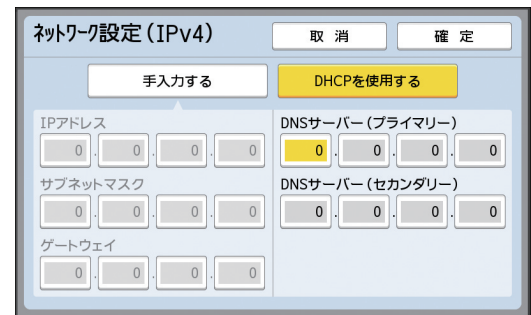 ネットワーク設定(IPv4)
取 消
確 定
手入力する
DHCPを使用する
IPアドレス
0 . 0 . 0 . 0
サブネットマスク
0 . 0 . 0 . 0
ゲートウェイ
0 . 0 . 0 . 0
DNSサーバー(プライマリー)
0 . 0 . 0 . 0
DNSサーバー(セカンダリー)
0 . 0 . 0 . 0